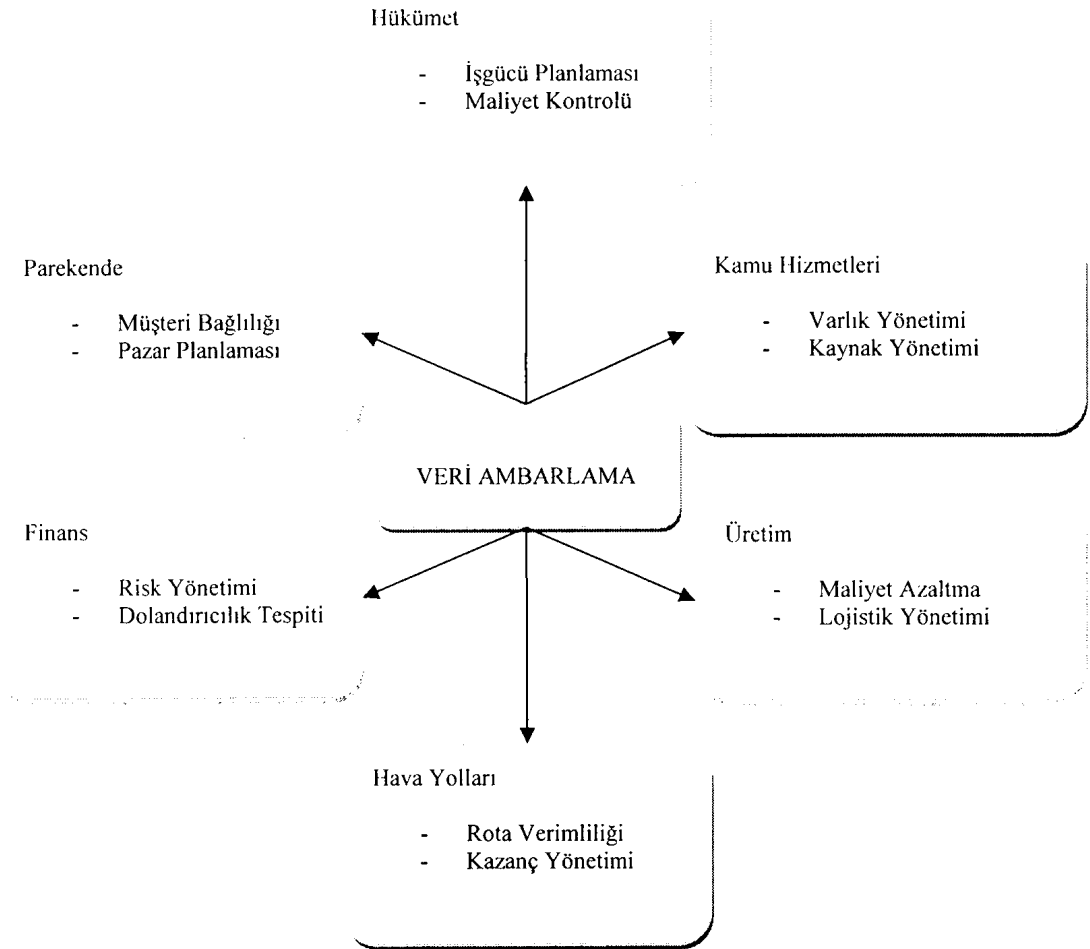 Hükümet
- İşgücü Planlaması
- Maliyet Kontrolü
Parekende
- Müşteri Bağlılığı
- Pazar Planlaması
Kamu Hizmetleri
- Varlık Yönetimi
- Kaynak Yönetimi
VERİ AMBARLAMA
Finans
- Risk Yönetimi
- Dolandırıcılık Tespiti
Üretim
- Maliyet Azaltma
- Lojistik Yönetimi
Hava Yolları
- Rota Verimliliği
- Kazanç Yönetimi